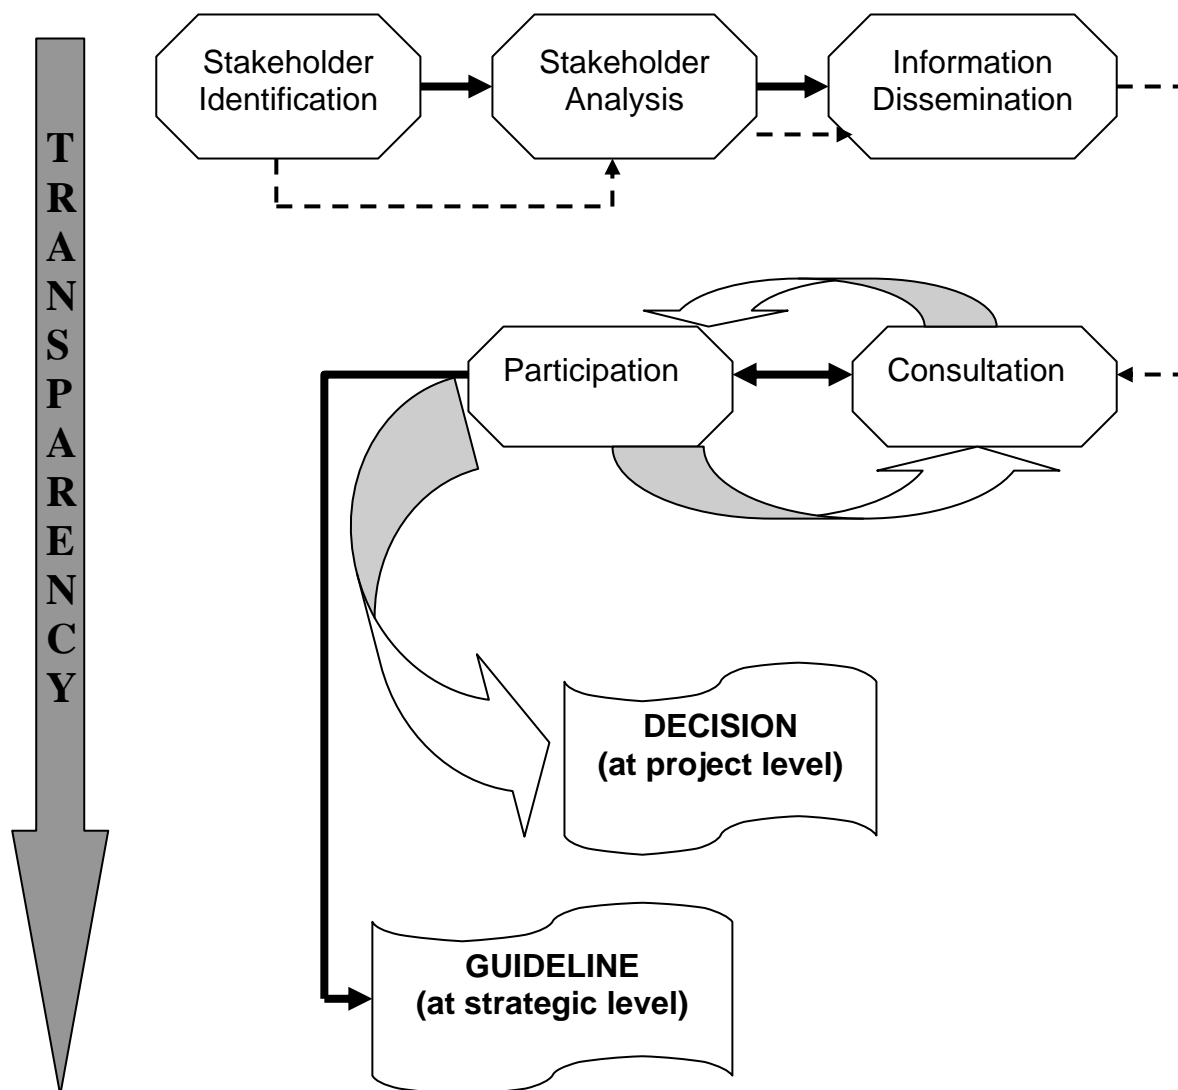 TRANSPARENCY
Stakeholder
Identification
Stakeholder
Analysis
Information
Dissemination
Participation
Consultation
DECISION
(at project level)
GUIDELINE
(at strategic level)